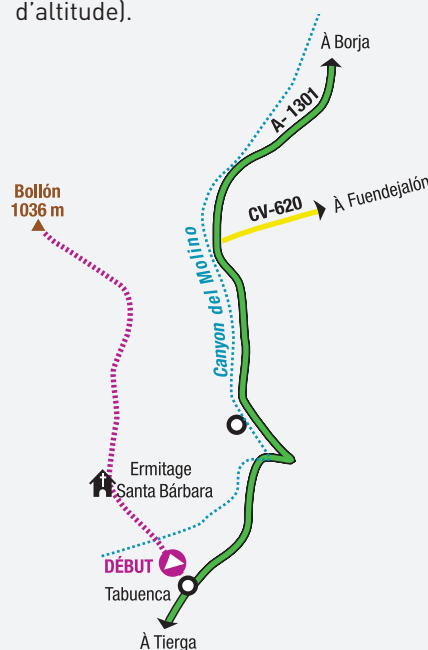 d'altitude).
À Borja
A-1301
Bollón
1036 m
CV-620
À Fuendejalón
Canyon del Molino
Ermitage
Santa Bárbara
DÉBUT
Tabuenca
À Tierga